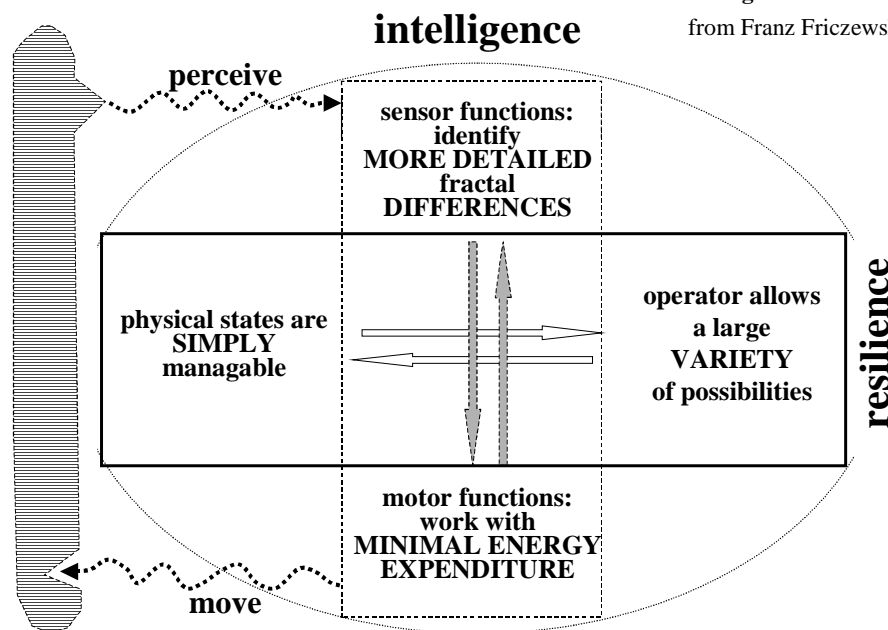 intelligence
from Franz Friczews
perceive
sensor functions:
identify
MORE DETAILED
fractal
DIFFERENCES
physical states are
SIMPLY
managable
operator allows
a large
VARIETY
of possibilities
resilience
motor functions:
work with
MINIMAL ENERGY
EXPENDITURE
move